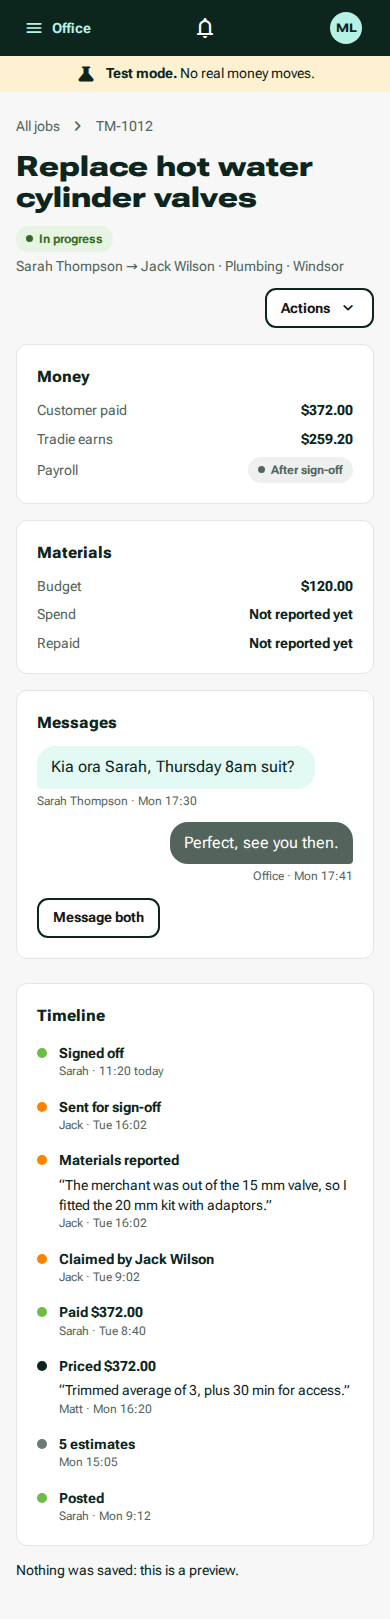 Office
ML
Test mode. No real money moves.
All jobs > TM-1012
Replace hot water
cylinder valves
In progress
Sarah Thompson → Jack Wilson · Plumbing · Windsor
Actions
Money
Customer paid $372.00
Tradie earns $259.20
Payroll After sign-off
Materials
Budget $120.00
Spend Not reported yet
Repaid Not reported yet
Messages
Kia ora Sarah, Thursday 8am suit?
Sarah Thompson · Mon 17:30
Perfect, see you then.
Office · Mon 17:41
Message both
Timeline
Signed off
Sarah · 11:20 today
Sent for sign-off
Jack · Tue 16:02
Materials reported
“The merchant was out of the 15 mm valve, so I
fitted the 20 mm kit with adaptors.”
Jack · Tue 16:02
Claimed by Jack Wilson
Jack · Tue 9:02
Paid $372.00
Sarah · Tue 8:40
Priced $372.00
“Trimmed average of 3, plus 30 min for access.”
Matt · Mon 16:20
5 estimates
Mon 15:05
Posted
Sarah · Mon 9:12
Nothing was saved: this is a preview.